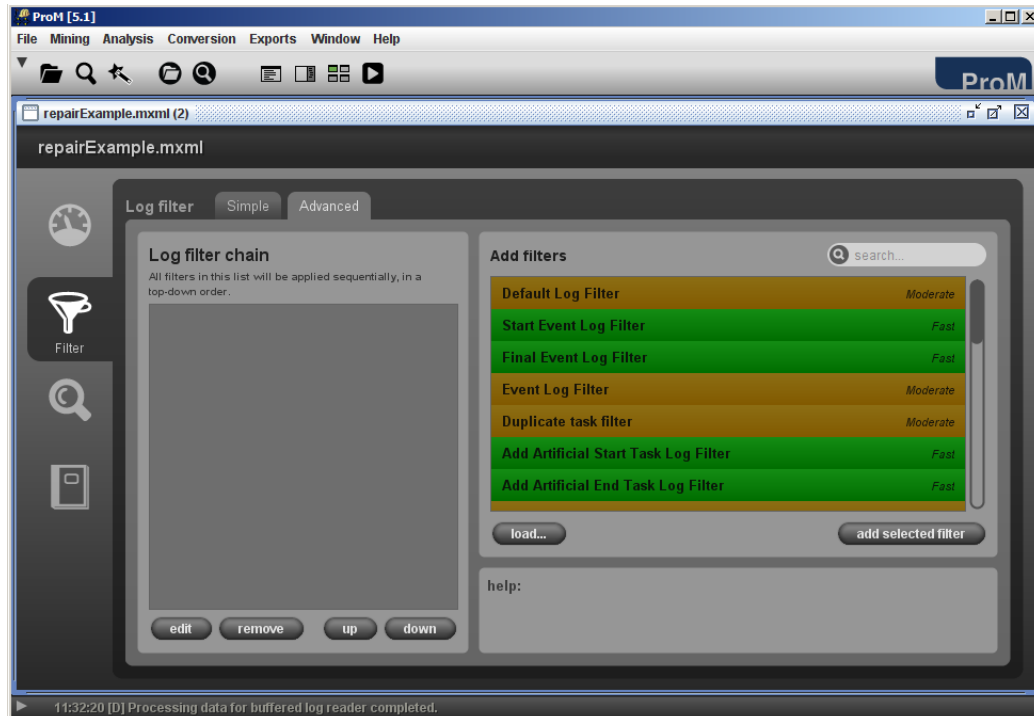 ProM [5.1]
File Mining Analysis Conversion Exports Window Help
ProM
repairExample.mxml (2)
repairExample.mxml
Log filter Simple Advanced
Log filter chain
All filters in this list will be applied sequentially, in a
top-down order.
Filter
edit remove up down
Add filters search...
Default Log Filter Moderate
Start Event Log Filter Fast
Final Event Log Filter Fast
Event Log Filter Moderate
Duplicate task filter Moderate
Add Artificial Start Task Log Filter Fast
Add Artificial End Task Log Filter Fast
load... add selected filter
help:
11:32:20 [D] Processing data for buffered log reader completed.